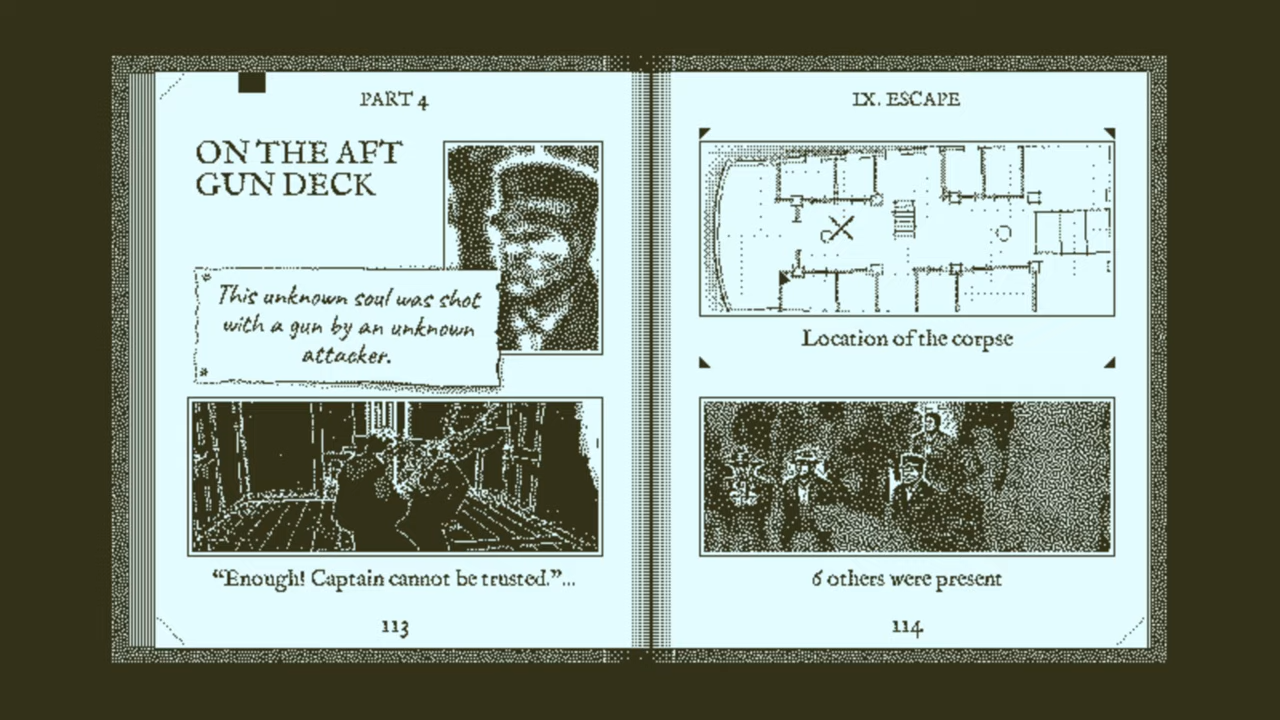 PART 4
ON THE AFT
GUN DECK
This unknown soul was shot
with a gun by an unknown
attacker.
“Enough! Captain cannot be trusted.”...
113
IX. ESCAPE
Location of the corpse
6 others were present
114